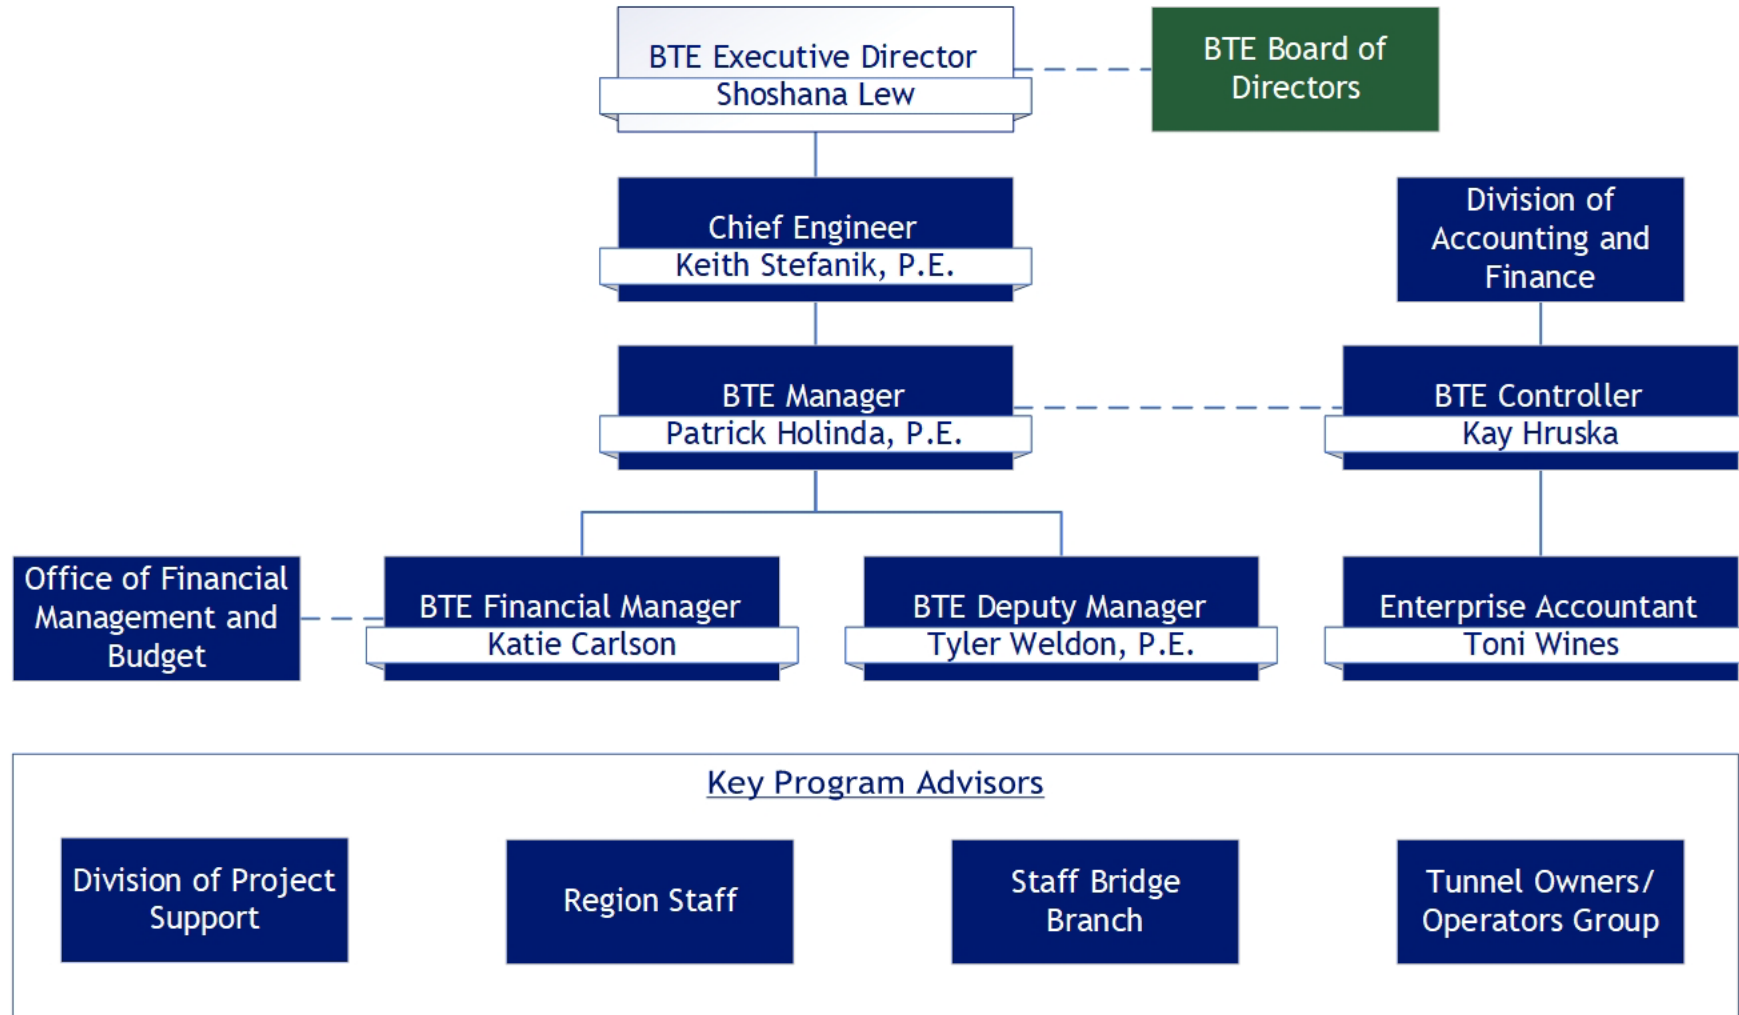 BTE Executive Director
Shoshana Lew
BTE Board of
Directors
Chief Engineer
Keith Stefanik, P.E.
Division of
Accounting and
Finance
BTE Manager
Patrick Holinda, P.E.
BTE Controller
Kay Hruska
Office of Financial
Management and
Budget
BTE Financial Manager
Katie Carlson
BTE Deputy Manager
Tyler Weldon, P.E.
Enterprise Accountant
Toni Wines
Key Program Advisors
Division of Project
Support
Region Staff
Staff Bridge
Branch
Tunnel Owners/
Operators Group